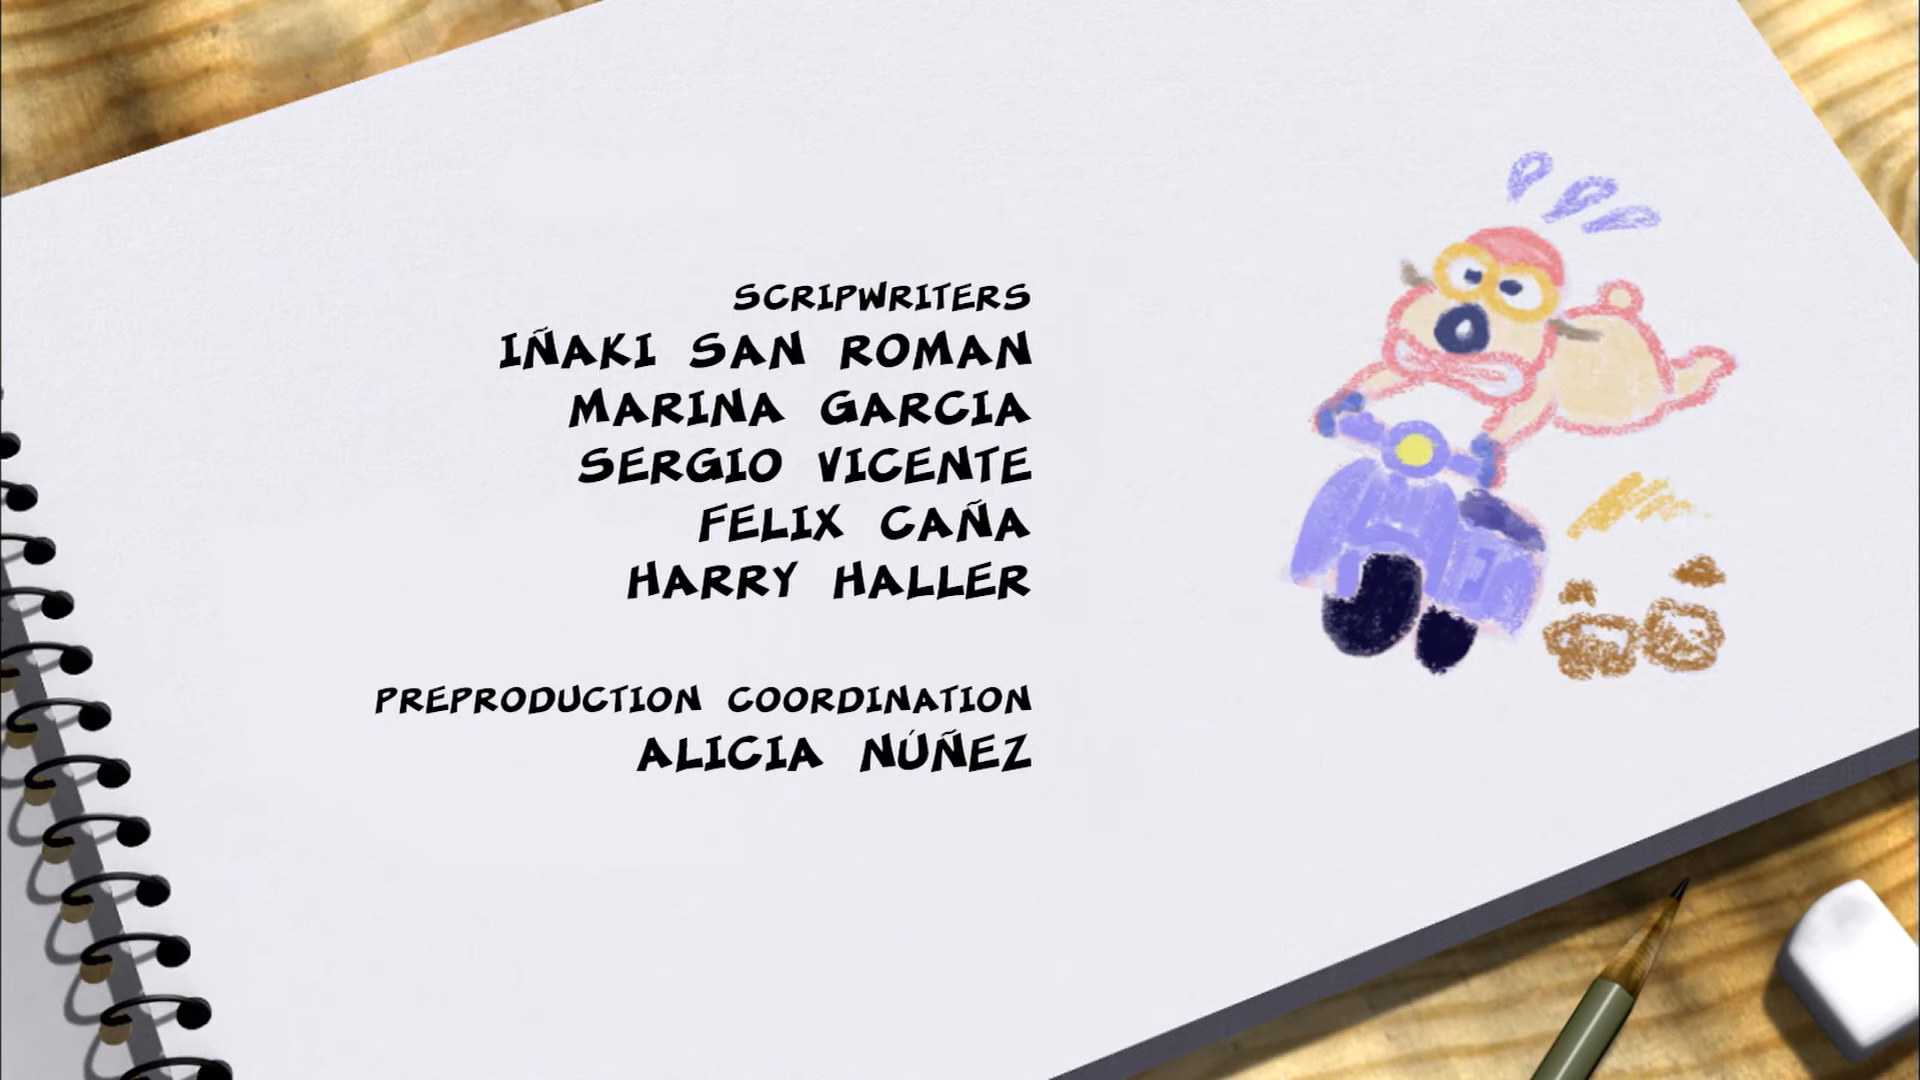 SCRIPWRITERS
IÑAKI SAN ROMAN
MARINA GARCIA
SERGIO VICENTE
FELIX CAÑA
HARRY HALLER
PREPRODUCTION COORDINATION
ALICIA NÚÑEZ